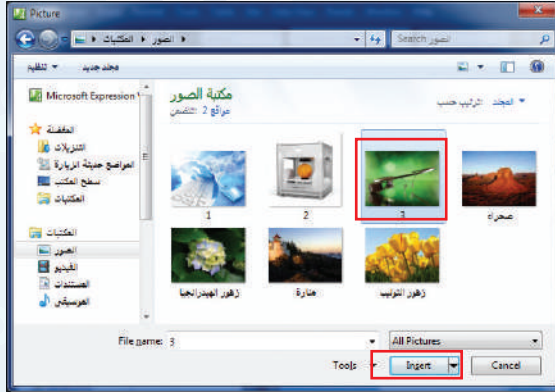 Picture
الصور ▸ المكتبات ▸
Search الصور
تنظيم
مجلد جديد
Microsoft Expression
مكتبة الصور
تتضمن: 2 مواقع
ترتيب حسب: المجلد
المفضلة
التنزيلات
المواضع حديثة الزيارة
سطح المكتب
المكتبات
المكتبات
الصور
الفيديو
المستندات
الموسيقى
1
2
3
صحراء
زهور الهيدرانجيا
منارة
زهور التوليب
File name: 3
All Pictures
Tools
Insert
Cancel